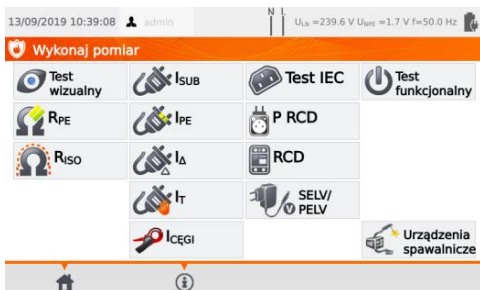 13/09/2019 10:39:08 admin N L U_LN =239.6 V U_NPE =1.7 V f=50.0 Hz
Wykonaj pomiar
Test wizualny
I_SUB
Test IEC
Test funkcjonalny
R_PE
I_PE
P RCD
R_ISO
I_Δ
RCD
I_T
SELV/
PELV
I_CĘGI
Urządzenia
spawalnicze